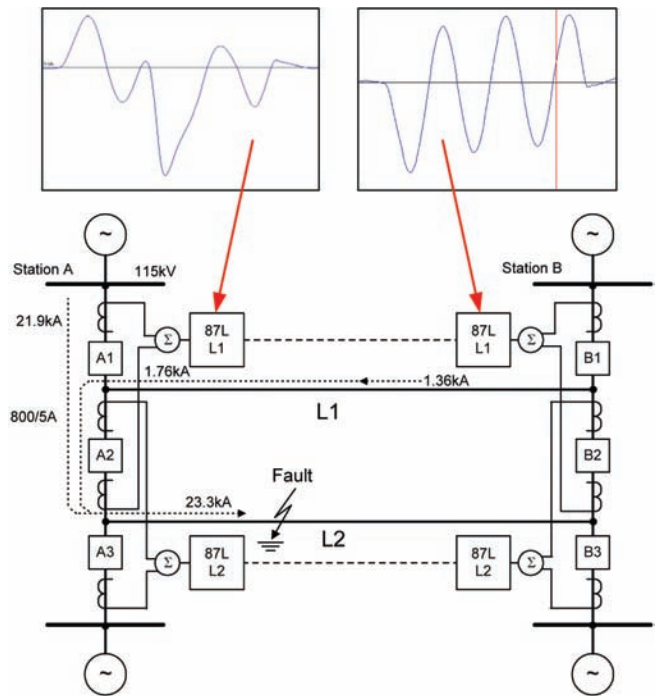 ~
~
Station A
115kV
Station B
21.9kA
Σ
87L
L1
87L
L1
Σ
A1
B1
1.76kA
1.36kA
L1
800/5A
A2
B2
Fault
23.3kA
L2
A3
B3
Σ
87L
L2
87L
L2
Σ
~
~